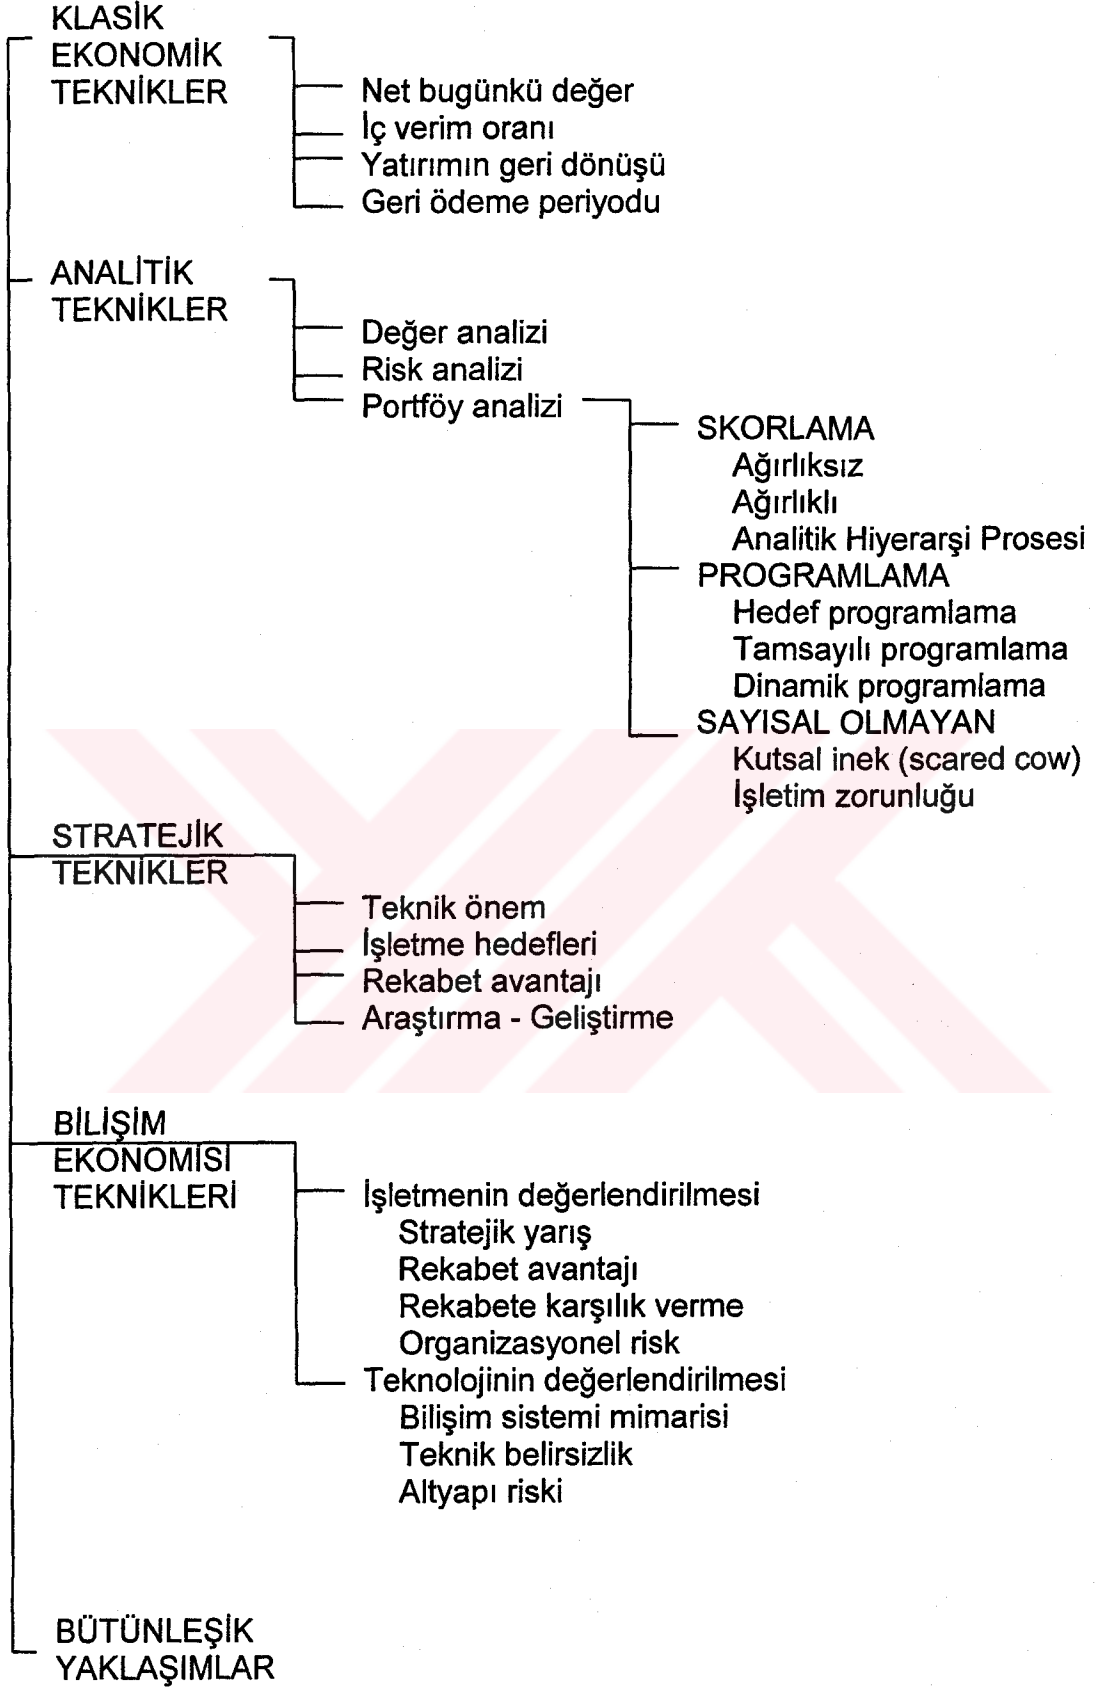 KLASİK
EKONOMİK
TEKNİKLER
Net bugünkü değer
İç verim oranı
Yatırımın geri dönüşü
Geri ödeme periyodu
ANALİTİK
TEKNİKLER
Değer analizi
Risk analizi
Portföy analizi
SKORLAMA
Ağırlıksız
Ağırlıklı
Analitik Hiyerarşi Prosesi
PROGRAMLAMA
Hedef programlama
Tamsayılı programlama
Dinamik programlama
SAYISAL OLMAYAN
Kutsal inek (scared cow)
İşletim zorunluğu
STRATEJİK
TEKNİKLER
Teknik önem
İşletme hedefleri
Rekabet avantajı
Araştırma - Geliştirme
BİLİŞİM
EKONOMİSİ
TEKNİKLERİ
İşletmenin değerlendirilmesi
Stratejik yarış
Rekabet avantajı
Rekabete karşılık verme
Organizasyonel risk
Teknolojinin değerlendirilmesi
Bilişim sistemi mimarisi
Teknik belirsizlik
Altyapı riski
BÜTÜNLEŞİK
YAKLAŞIMLAR